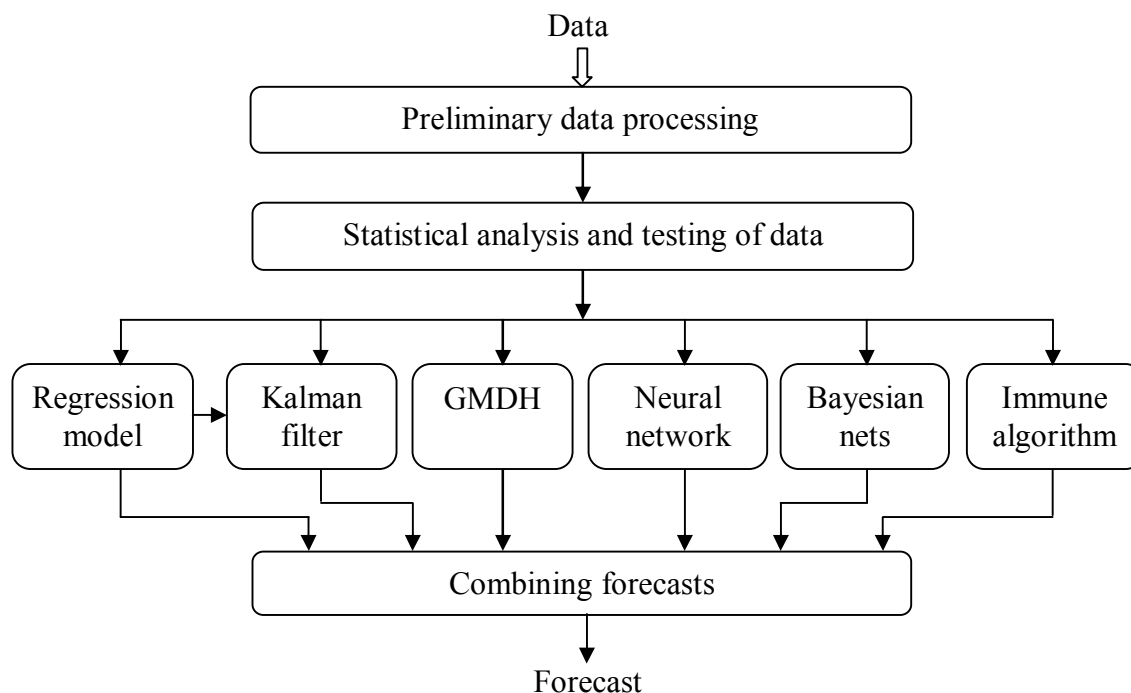 Data
Preliminary data processing
Statistical analysis and testing of data
Regression
model
Kalman
filter
GMDH
Neural
network
Bayesian
nets
Immune
algorithm
Combining forecasts
Forecast